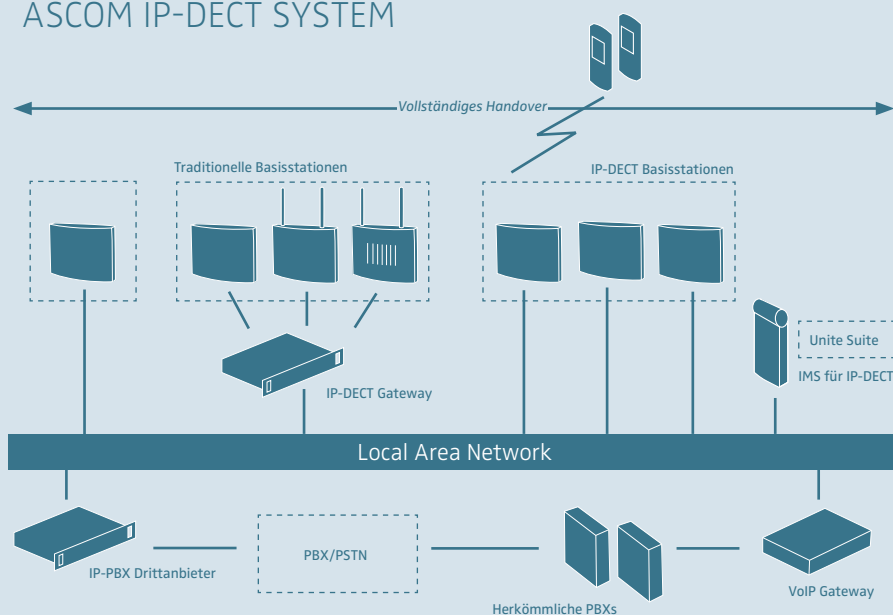 ASCOM IP-DECT SYSTEM
Vollständiges Handover
Traditionelle Basisstationen
IP-DECT Basisstationen
Unite Suite
IMS für IP-DECT
IP-DECT Gateway
Local Area Network
IP-PBX Drittanbieter
PBX/PSTN
Herkömmliche PBXs
VoIP Gateway